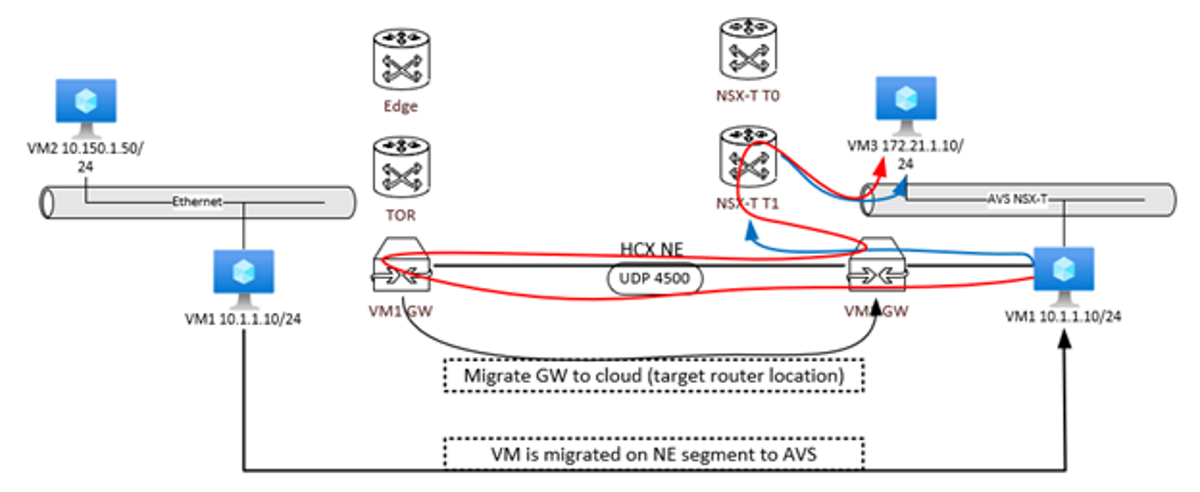 Edge
NSX-T T0
VM2 10.150.1.50/
24
VM3 172.21.1.10/
24
Ethernet
TOR
NSX-T T1
AVS NSX-T
HCX NE
UDP 4500
VM1 GW
GW
VM1 10.1.1.10/24
VM1 10.1.1.10/24
Migrate GW to cloud (target router location)
VM is migrated on NE segment to AVS